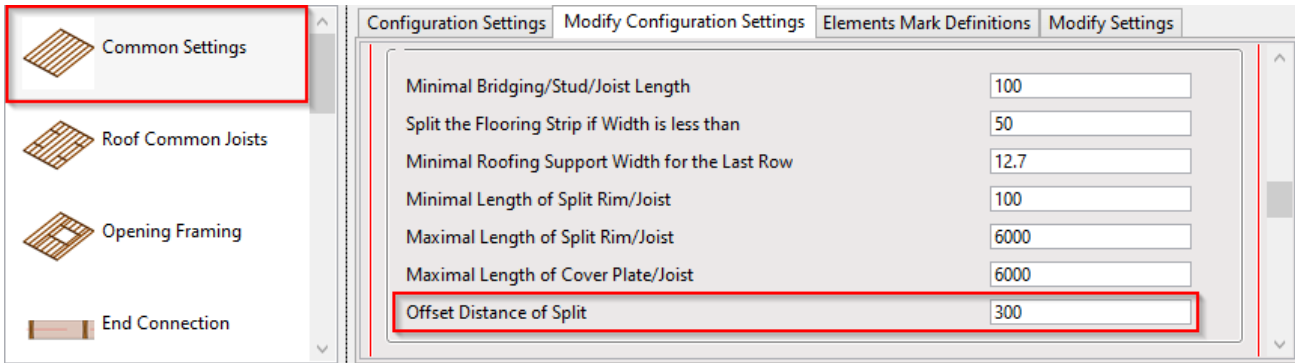 Common Settings
Roof Common Joists
Opening Framing
End Connection
Configuration Settings Modify Configuration Settings Elements Mark Definitions Modify Settings
Minimal Bridging/Stud/Joist Length 100
Split the Flooring Strip if Width is less than 50
Minimal Roofing Support Width for the Last Row 12.7
Minimal Length of Split Rim/Joist 100
Maximal Length of Split Rim/Joist 6000
Maximal Length of Cover Plate/Joist 6000
Offset Distance of Split 300